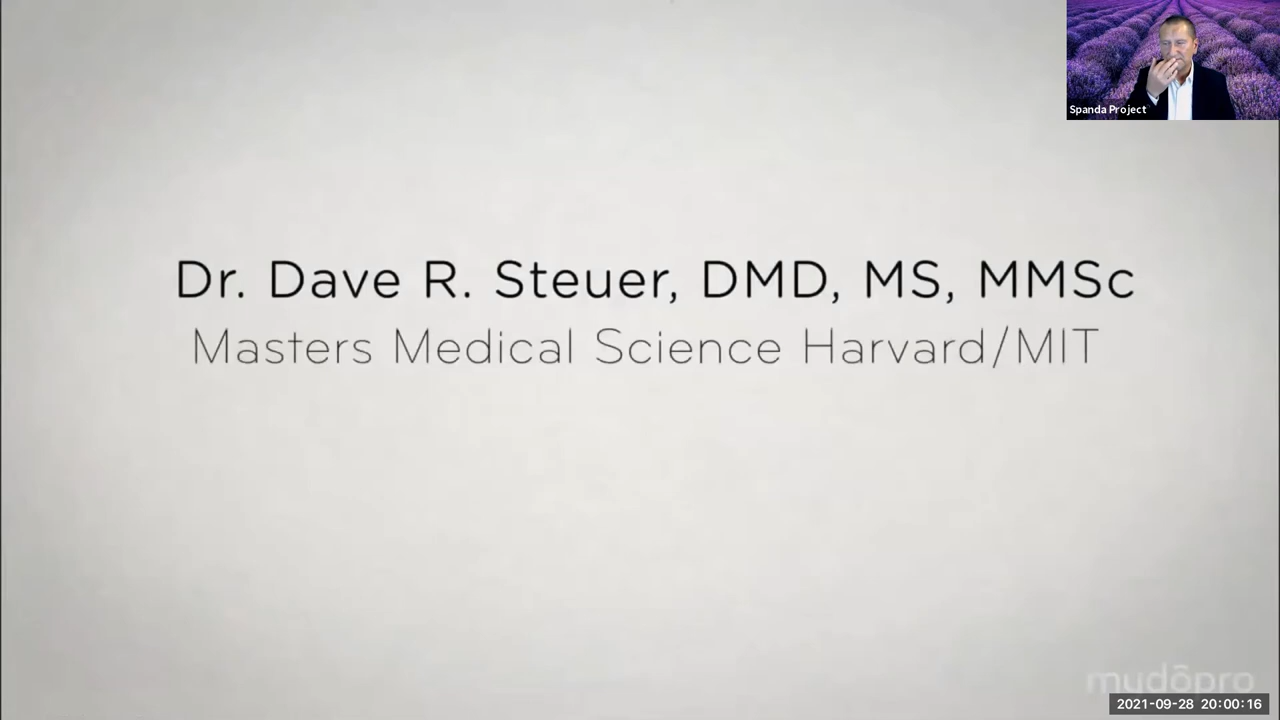 Spanda Project
Dr. Dave R. Steuer, DMD, MS, MMSc
Masters Medical Science Harvard/MIT
mudōpro
2021-09-28 20:00:16